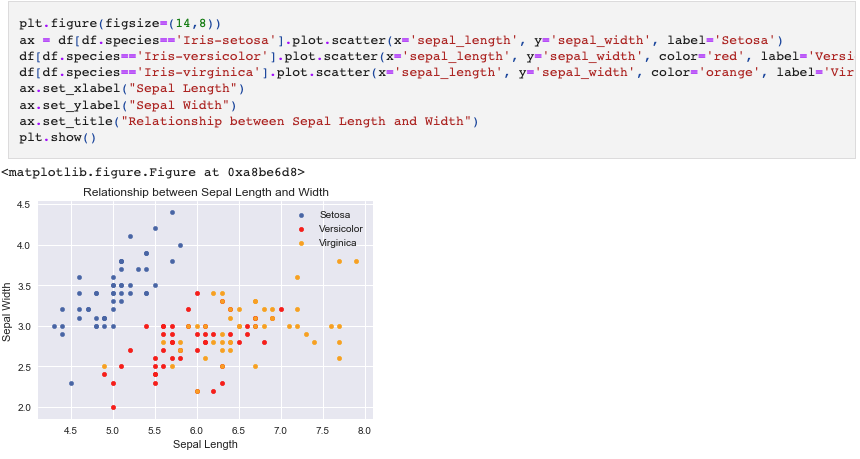 plt.figure(figsize=(14,8))
ax = df[df.species=='Iris-setosa'].plot.scatter(x='sepal_length', y='sepal_width', label='Setosa')
df[df.species=='Iris-versicolor'].plot.scatter(x='sepal_length', y='sepal_width', color='red', label='Versi
df[df.species=='Iris-virginica'].plot.scatter(x='sepal_length', y='sepal_width', color='orange', label='Vir
ax.set_xlabel("Sepal Length")
ax.set_ylabel("Sepal Width")
ax.set_title("Relationship between Sepal Length and Width")
plt.show()
<matplotlib.figure.Figure at 0xa8be6d8>
Relationship between Sepal Length and Width
Setosa
Versicolor
Virginica
4.5
4.0
3.5
3.0
2.5
2.0
Sepal Width
4.5 5.0 5.5 6.0 6.5 7.0 7.5 8.0
Sepal Length